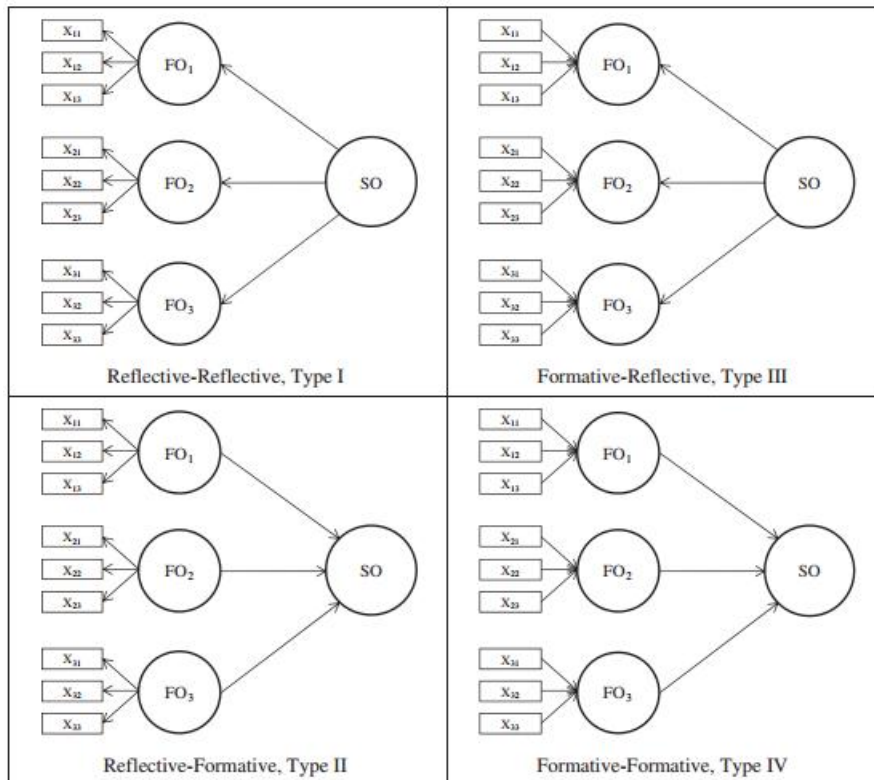 X₁₁
X₁₂
X₁₃
FO₁
X₂₁
X₂₂
X₂₃
FO₂
SO
X₃₁
X₃₂
X₃₃
FO₃
Reflective-Reflective, Type I
X₁₁
X₁₂
X₁₃
FO₁
X₂₁
X₂₂
X₂₃
FO₂
SO
X₃₁
X₃₂
X₃₃
FO₃
Formative-Reflective, Type III
X₁₁
X₁₂
X₁₃
FO₁
X₂₁
X₂₂
X₂₃
FO₂
SO
X₃₁
X₃₂
X₃₃
FO₃
Reflective-Formative, Type II
X₁₁
X₁₂
X₁₃
FO₁
X₂₁
X₂₂
X₂₃
FO₂
SO
X₃₁
X₃₂
X₃₃
FO₃
Formative-Formative, Type IV